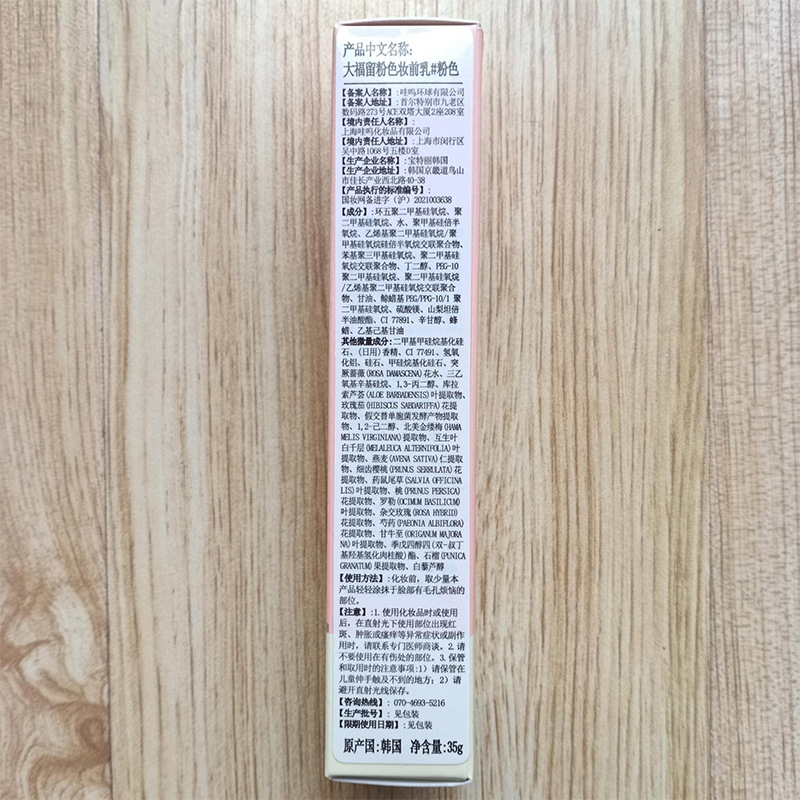 产品中文名称:
大福留粉色妆前乳#粉色
【备案人名称】:哇呜环球有限公司
【备案人地址】:首尔特别市九老区
数码路273号ACE双塔大厦2座208室
【境内责任人名称】:
上海哇呜化妆品有限公司
【境内责任人地址】:上海市闵行区
吴中路1068号五楼D室
【生产企业名称】:宝特丽韩国
【生产企业地址】:韩国京畿道乌山
市佳长产业西北路40-38
【产品执行的标准编号】:
国妆网备进字（沪）2021003638
【成分】:环五聚二甲基硅氧烷、聚
二甲基硅氧烷、水、聚甲基硅倍半
氧烷、乙烯基聚二甲基硅氧烷/聚
甲基硅氧烷硅倍半氧烷交联聚合物、
苯基聚三甲基硅氧烷、聚二甲基硅
氧烷交联聚合物、丁二醇、PEG-10
聚二甲基硅氧烷、聚二甲基硅氧烷
/乙烯基聚二甲基硅氧烷交联聚合
物、甘油、鲸蜡基PEG/PPG-10/1 聚
二甲基硅氧烷、硫酸镁、山梨坦倍
半油酸酯、CI 77891、辛甘醇、蜂
蜡、乙基己基甘油
其他微量成分:二甲基甲硅烷基化硅
石、(日用)香精、CI 77491、氢氧
化铝、硅石、甲硅烷基化硅石、突
厥蔷薇(ROSA DAMASCENA)花水、三乙
氧基辛基硅烷、1,3-丙二醇、库拉
索芦荟(ALOE BARBADENSIS)叶提取物、
玫瑰茄(HIBISCUS SABDARIFFA)花提
取物、假交替单胞菌发酵产物提取
物、1,2-己二醇、北美金缕梅(HAMA
MELIS VIRGINIANA)提取物、互生叶
白千层(MELALEUCA ALTERNIFOLIA)叶
提取物、燕麦(AVENA SATIVA)仁提取
物、细齿樱桃(PRUNUS SERRULATA)花
提取物、药鼠尾草(SALVIA OFFICINA
LIS)叶提取物、桃(PRUNUS PERSICA)
花提取物、罗勒(OCIMUM BASILICUM)
叶提取物、杂交玫瑰(ROSA HYBRID)
花提取物、芍药(PAEONIA ALBIFLORA)
花提取物、甘牛至(ORIGANUM MAJORA
NA)叶提取物、季戊四醇四(双-叔丁
基羟基氢化肉桂酸)酯、石榴(PUNICA
GRANATUM)果提取物、白藜芦醇
【使用方法】:化妆前，取少量本
产品轻轻涂抹于脸部有毛孔烦恼的
部位。
【注意】:1.使用化妆品时或使用
后，在直射光下使用部位出现红
斑、肿胀或瘙痒等异常症状或副作
用时，请联系专门医师商谈。2.请
不要使用在有伤处的部位。3.保管
和取用时的注意事项:1）请保管在
儿童伸手触及不到的地方；2）请
避开直射光线保存。
【咨询热线】: 070-4693-5216
【生产批号】: 见包装
【限期使用日期】:见包装
原产国:韩国 净含量:35g